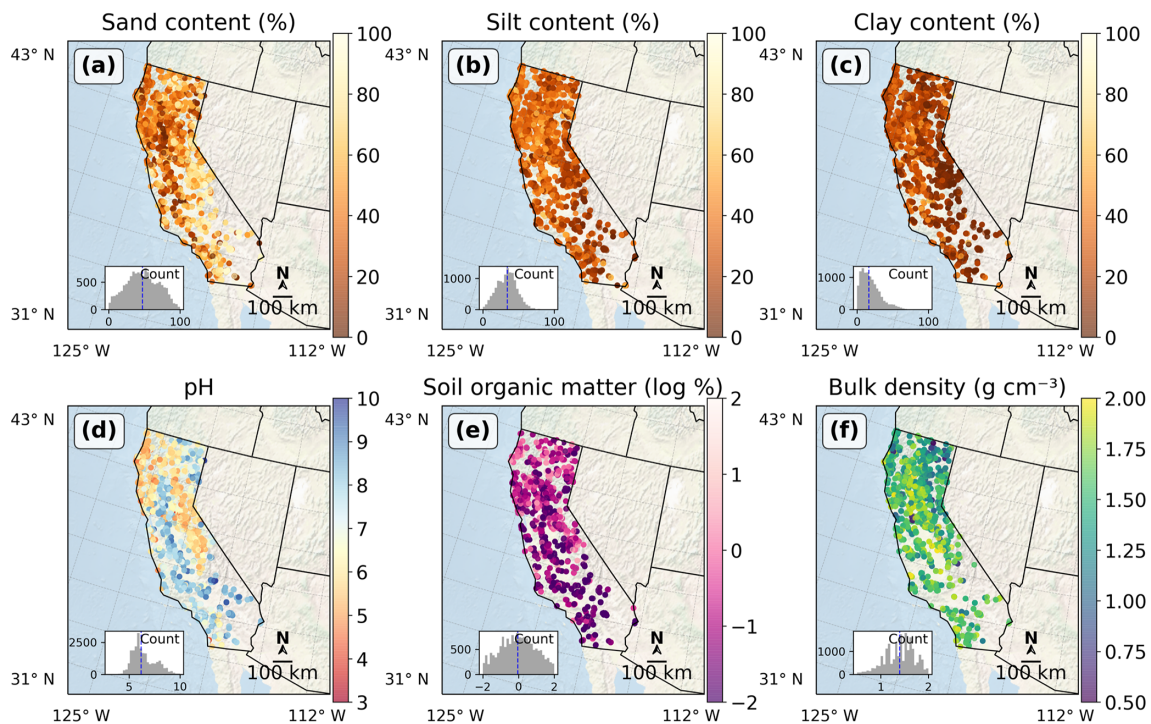 Sand content (%)
Silt content (%)
Clay content (%)
43° N
(a)
100
80
60
40
20
0
500
0
Count
0
100
N
100 km
31° N
125° W
112° W
43° N
(b)
100
80
60
40
20
0
1000
0
Count
0
100
N
100 km
31° N
125° W
112° W
43° N
(c)
100
80
60
40
20
0
1000
0
Count
0
100
N
100 km
31° N
125° W
112° W
pH
Soil organic matter (log %)
Bulk density (g cm⁻³)
43° N
(d)
10
9
8
7
6
5
4
3
2500
0
Count
5
10
N
100 km
31° N
125° W
112° W
43° N
(e)
2
1
0
−1
−2
500
0
Count
−2
0
2
N
100 km
31° N
125° W
112° W
43° N
(f)
2.00
1.75
1.50
1.25
1.00
0.75
0.50
1000
0
Count
1
2
N
100 km
31° N
125° W
112° W